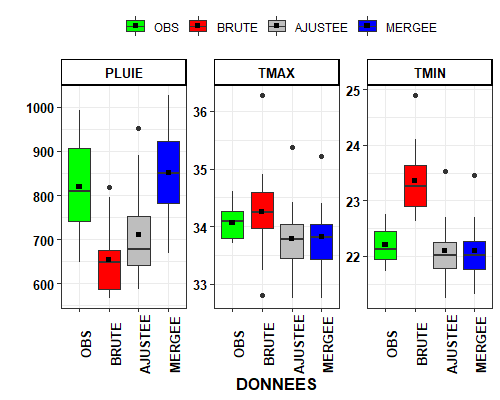 OBS BRUTE AJUSTEE MERGEE
PLUIE TMAX TMIN
1000
900
800
700
600
36
35
34
33
25
24
23
22
OBS BRUTE AJUSTEE MERGEE
OBS BRUTE AJUSTEE MERGEE
OBS BRUTE AJUSTEE MERGEE
DONNEES